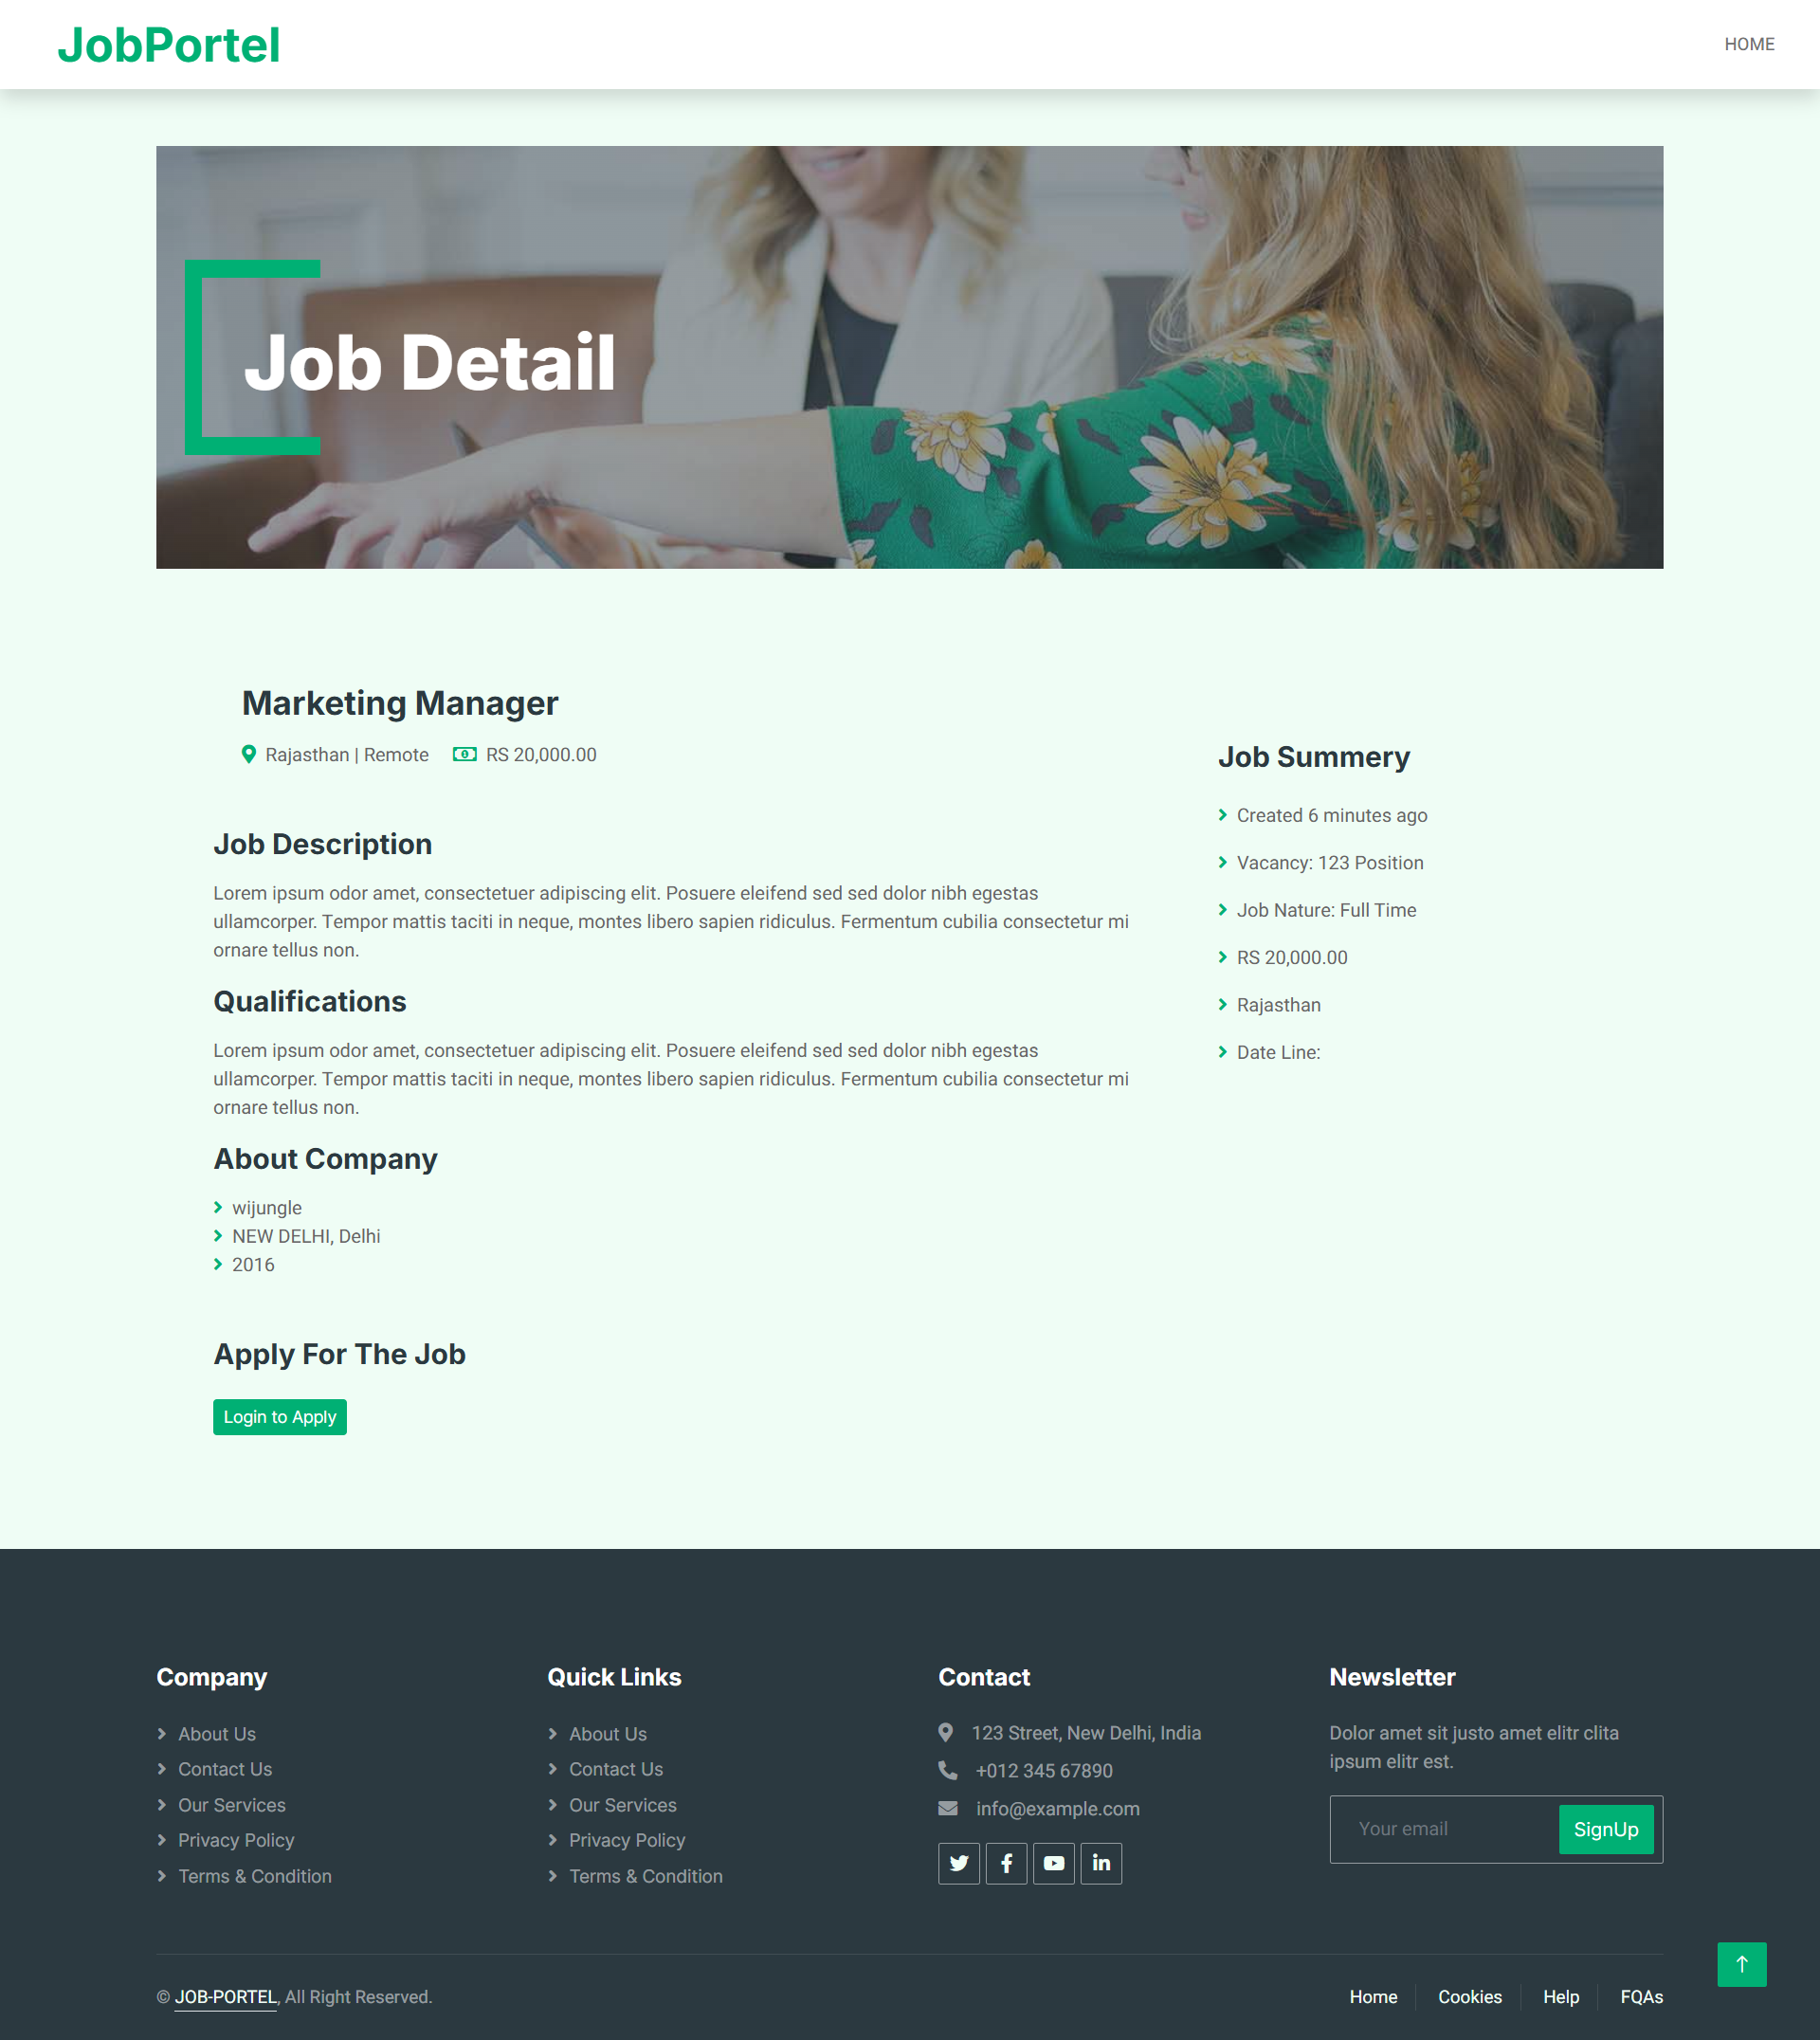 JobPortel
HOME
Job Detail
Marketing Manager
Rajasthan | Remote RS 20,000.00
Job Description
Lorem ipsum odor amet, consectetuer adipiscing elit. Posuere eleifend sed sed dolor nibh egestas
ullamcorper. Tempor mattis taciti in neque, montes libero sapien ridiculus. Fermentum cubilia consectetur mi
ornare tellus non.
Qualifications
Lorem ipsum odor amet, consectetuer adipiscing elit. Posuere eleifend sed sed dolor nibh egestas
ullamcorper. Tempor mattis taciti in neque, montes libero sapien ridiculus. Fermentum cubilia consectetur mi
ornare tellus non.
About Company
wijungle
NEW DELHI, Delhi
2016
Apply For The Job
Login to Apply
Job Summery
Created 6 minutes ago
Vacancy: 123 Position
Job Nature: Full Time
RS 20,000.00
Rajasthan
Date Line:
Company
About Us
Contact Us
Our Services
Privacy Policy
Terms & Condition
Quick Links
About Us
Contact Us
Our Services
Privacy Policy
Terms & Condition
Contact
123 Street, New Delhi, India
+012 345 67890
info@example.com
Newsletter
Dolor amet sit justo amet elitr clita
ipsum elitr est.
Your email
SignUp
© JOB-PORTEL, All Right Reserved.
Home
Cookies
Help
FQAs